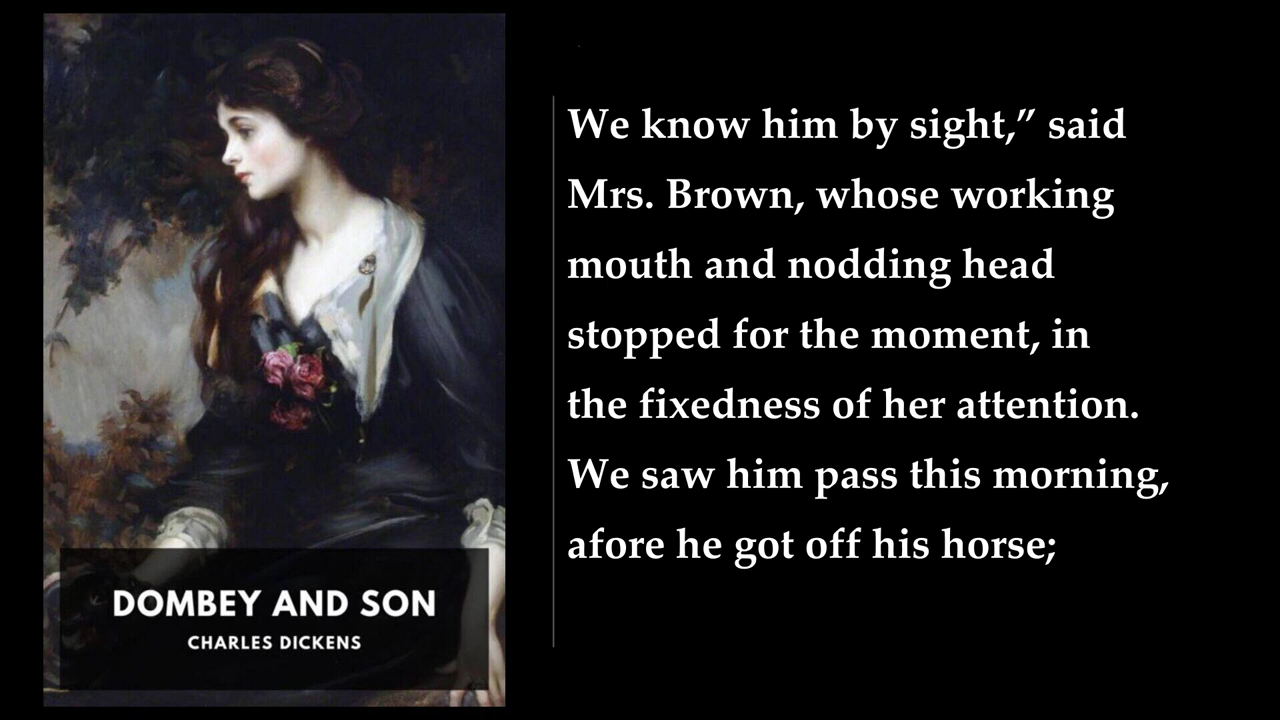 We know him by sight,” said
Mrs. Brown, whose working
mouth and nodding head
stopped for the moment, in
the fixedness of her attention.
We saw him pass this morning,
afore he got off his horse;
DOMBEY AND SON
CHARLES DICKENS